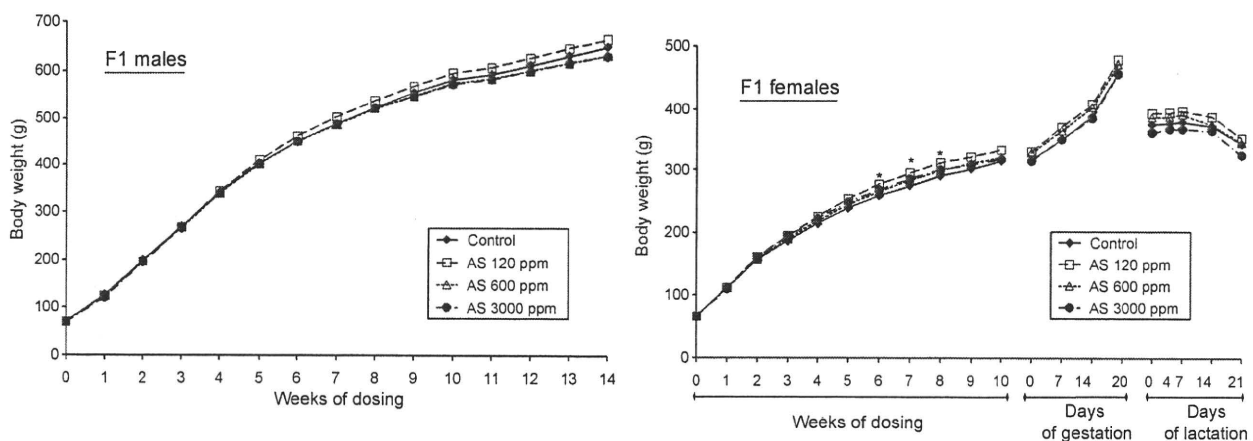 F1 males
Body weight (g)
700
600
500
400
300
200
100
0
Control
AS 120 ppm
AS 600 ppm
AS 3000 ppm
0 1 2 3 4 5 6 7 8 9 10 11 12 13 14
Weeks of dosing
F1 females
Body weight (g)
500
400
300
200
100
0
* * *
Control
AS 120 ppm
AS 600 ppm
AS 3000 ppm
0 1 2 3 4 5 6 7 8 9 10 0 7 14 20 0 4 7 14 21
Weeks of dosing
Days
of gestation
Days
of lactation